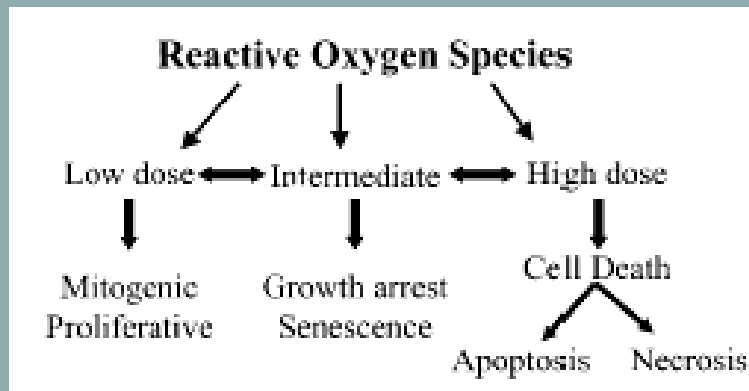 Reactive Oxygen Species
Low dose Intermediate High dose
Mitogenic
Proliferative
Growth arrest
Senescence
Cell Death
Apoptosis Necrosis